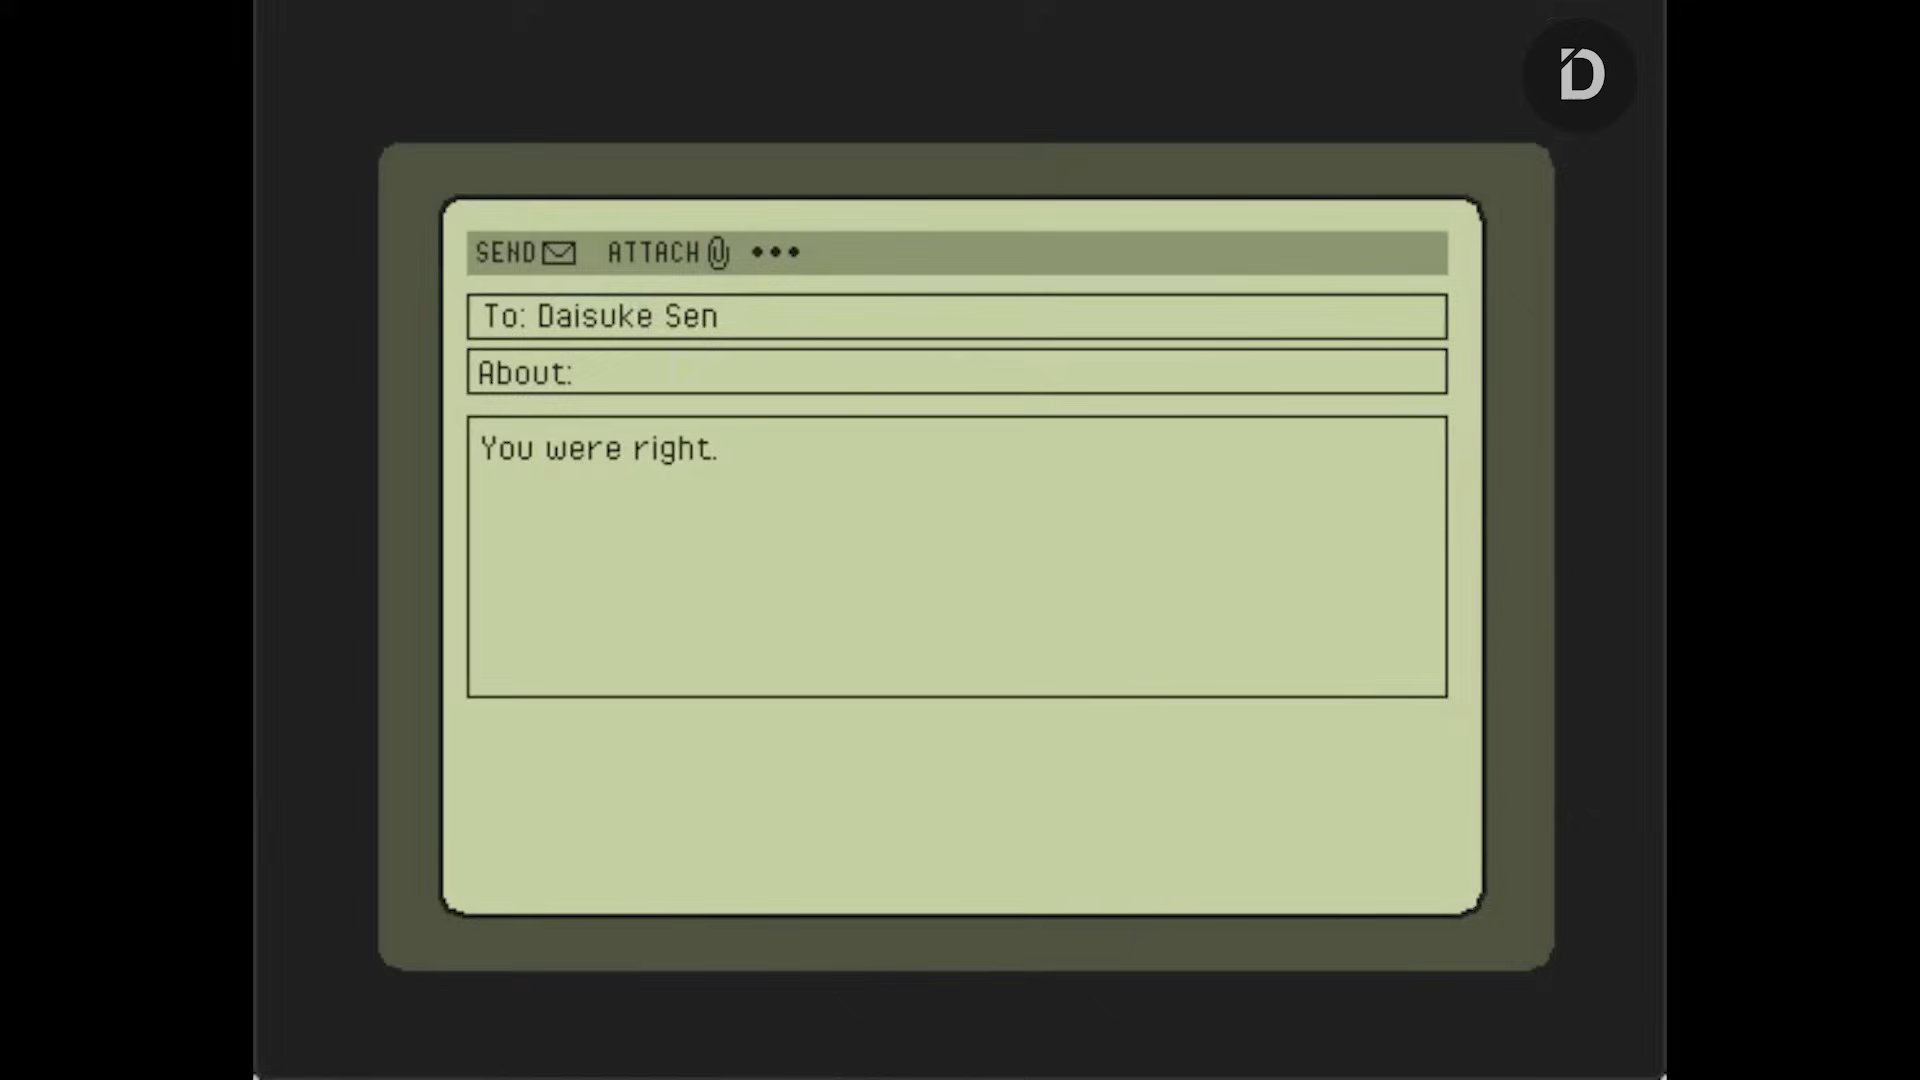 D
SEND ATTACH •••
To: Daisuke Sen
About:
You were right.